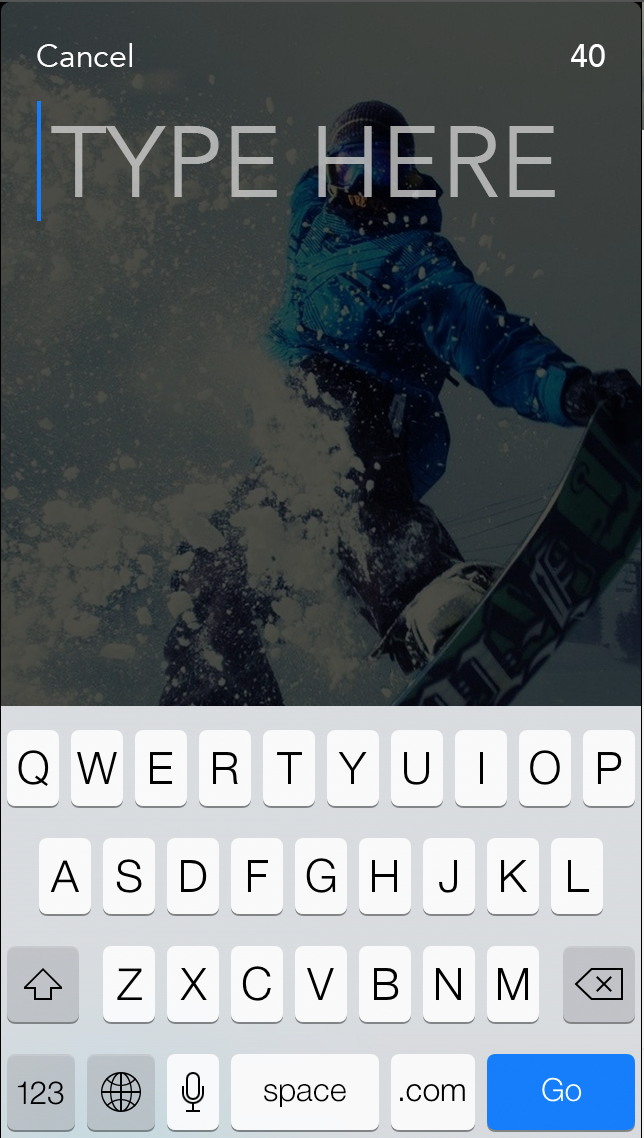 Cancel 40
TYPE HERE
Q W E R T Y U I O P
A S D F G H J K L
Z X C V B N M
123 space .com Go